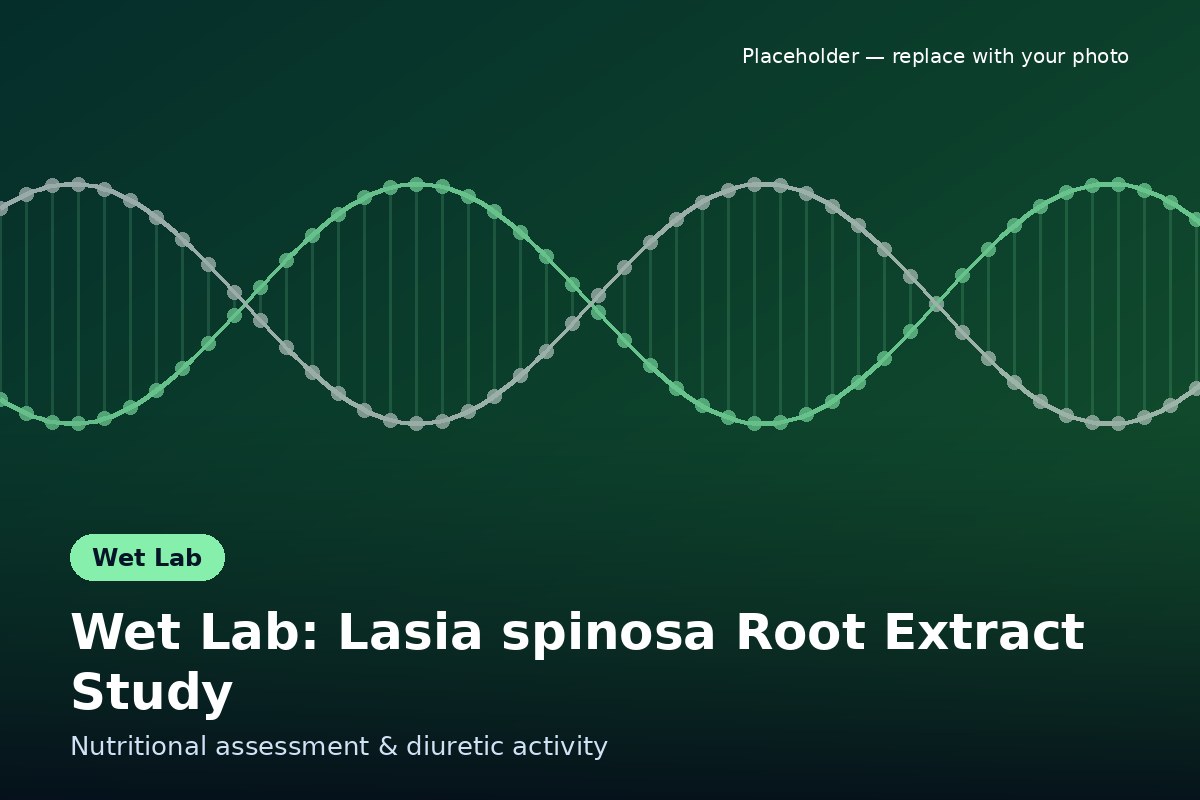 Placeholder — replace with your photo
Wet Lab
Wet Lab: Lasia spinosa Root Extract
Study
Nutritional assessment & diuretic activity